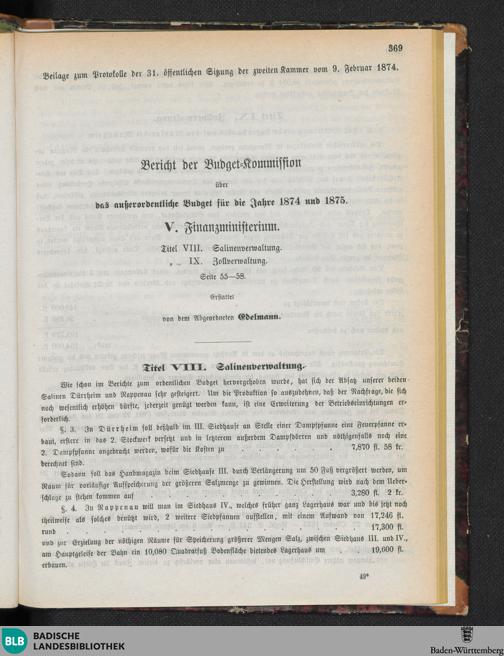 369
Beilage zum Protokolle der 31. öffentlichen Sitzung der zweiten Kammer vom 9. Februar 1874.
Bericht der Budget-Kommission
über
das außerordentliche Budget für die Jahre 1874 und 1875.
V. Finanzministerium.
Titel VIII. Salinenverwaltung.
„ IX. Zollverwaltung.
Seite 55—58.
Erstattet
von dem Abgeordneten Edelmann.
Titel VIII. Salinenverwaltung.
Wie schon im Berichte zum ordentlichen Budget hervorgehoben wurde, hat sich der Absatz unserer beiden
Salinen Dürrheim und Rappenau sehr gesteigert. Um die Produktion so auszudehnen, daß der Nachfrage, die sich
noch wesentlich erhöhen dürfte, jederzeit genügt werden kann, ist eine Erweiterung der Betriebseinrichtungen er-
forderlich.
§. 3. In Dürrheim soll deßhalb im III. Siedhause an Stelle einer Dampfpfanne eine Feuerpfanne er-
baut, erstere in das 2. Stockwerk versetzt und in letzterem außerdem Dampfdörren und nöthigenfalls noch eine
2. Dampfpfanne angebracht werden, wofür die Kosten zu . . . . 7,870 fl. 58 kr.
berechnet sind.
Sodann soll das Handmagazin beim Siedhause III. durch Verlängerung um 50 Fuß vergrößert werden, um
Raum für vorläufige Aufspeicherung der größeren Salzmenge zu gewinnen. Die Herstellung wird nach dem Ueber-
schlage zu stehen kommen auf . . . . 3,280 fl. 2 kr.
§. 4. In Rappenau will man im Siedhaus IV., welches früher ganz Lagerhaus war und bis jetzt noch
theilweise als solches benützt wird, 2 weitere Siedpfannen aufstellen, mit einem Aufwand von 17,246 fl.
rund . . . . 17,300 fl.
und zur Erzielung der nöthigen Räume für Speicherung größerer Mengen Salz, zwischen Siedhaus III. und IV.,
am Hauptgeleise der Bahn ein 10,080 Quadratfuß Bodenfläche bietendes Lagerhaus um 19,600 fl.
erbauen.
49*
BLB BADISCHE
LANDESBIBLIOTHEK
Baden-Württemberg